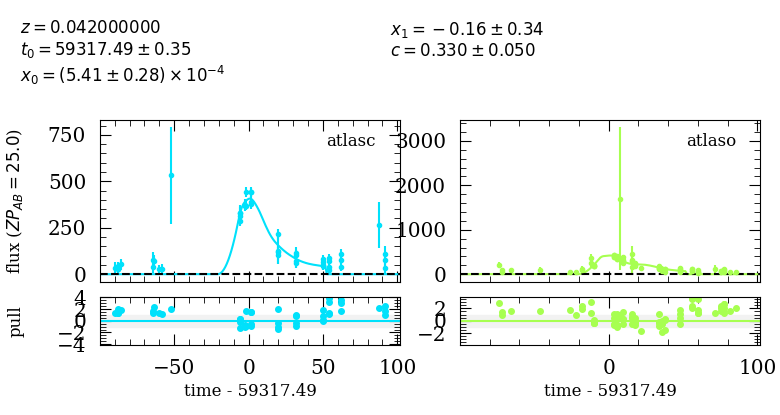 z = 0.042000000
t₀ = 59317.49 ± 0.35
x₀ = (5.41 ± 0.28) × 10⁻⁴
x₁ = −0.16 ± 0.34
c = 0.330 ± 0.050
flux (ZP_AB = 25.0)
750
500
250
0
atlasc
3000
2000
1000
0
atlaso
pull
4
2
0
−2
−4
2
0
−2
−50 0 50 100
0 100
time - 59317.49
time - 59317.49